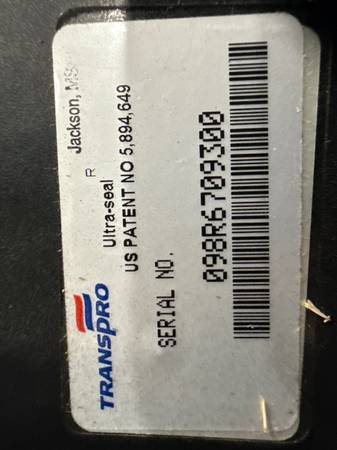 TRANSPRO
Jackson, MS
Ultra-seal R
US PATENT NO 5,894,649
SERIAL NO.
098R6709300